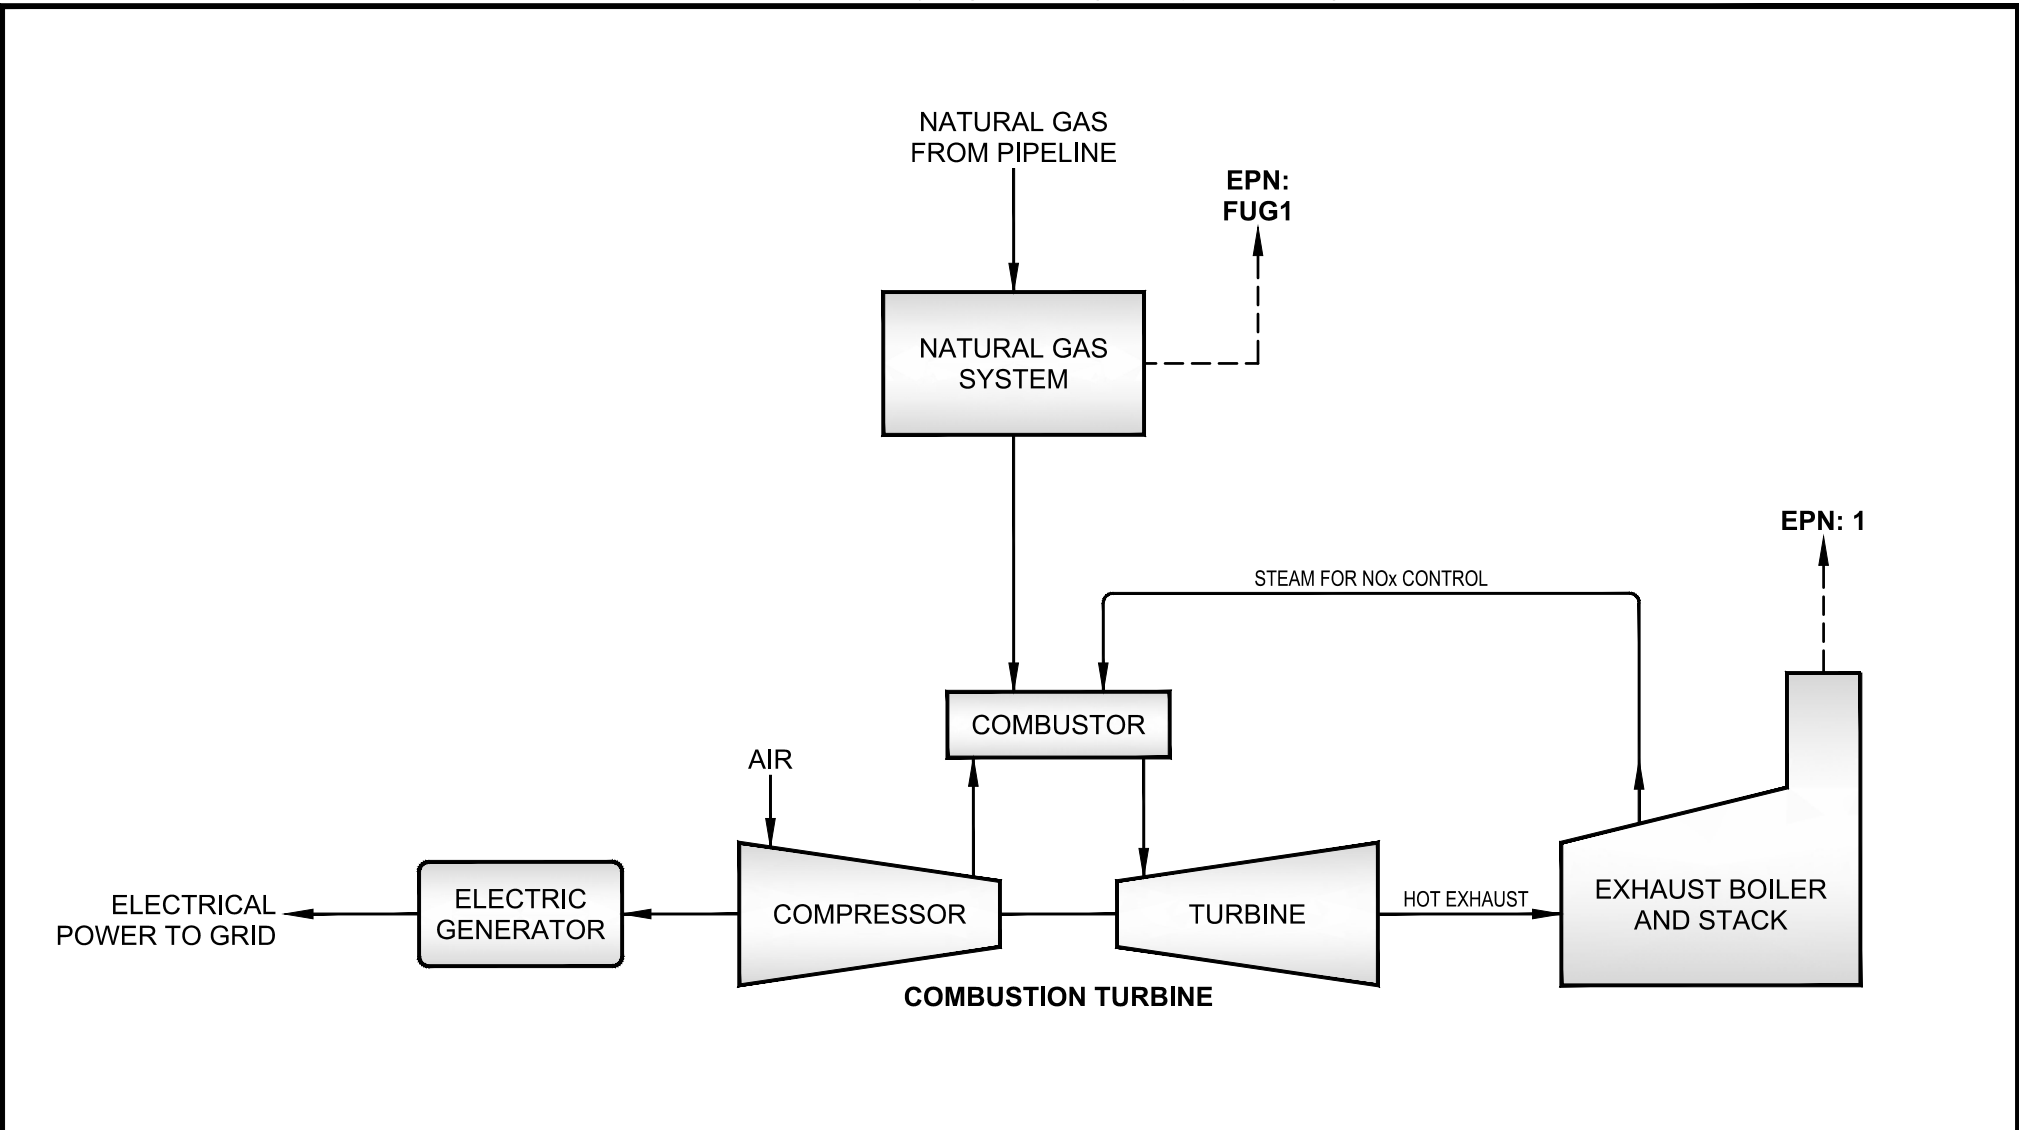 NATURAL GAS
FROM PIPELINE
EPN:
FUG1
NATURAL GAS
SYSTEM
EPN: 1
STEAM FOR NOx CONTROL
COMBUSTOR
AIR
ELECTRICAL
POWER TO GRID
ELECTRIC
GENERATOR
COMPRESSOR
TURBINE
HOT EXHAUST
EXHAUST BOILER
AND STACK
COMBUSTION TURBINE